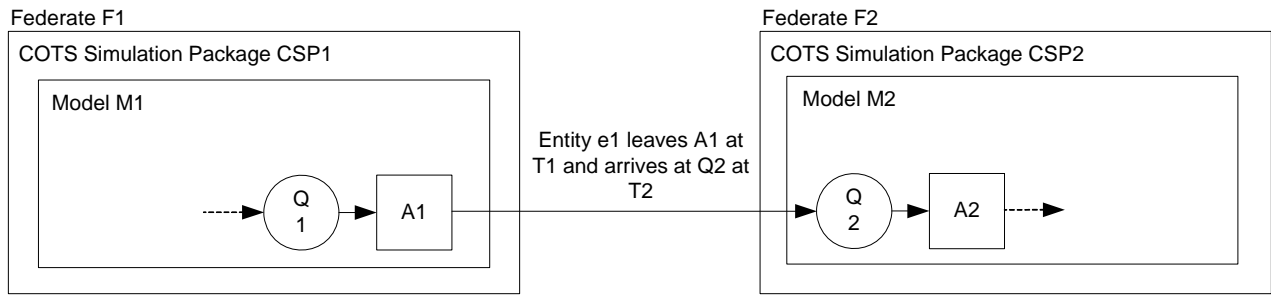 Federate F1
COTS Simulation Package CSP1
Model M1
Q
1
A1
Entity e1 leaves A1 at
T1 and arrives at Q2 at
T2
Federate F2
COTS Simulation Package CSP2
Model M2
Q
2
A2